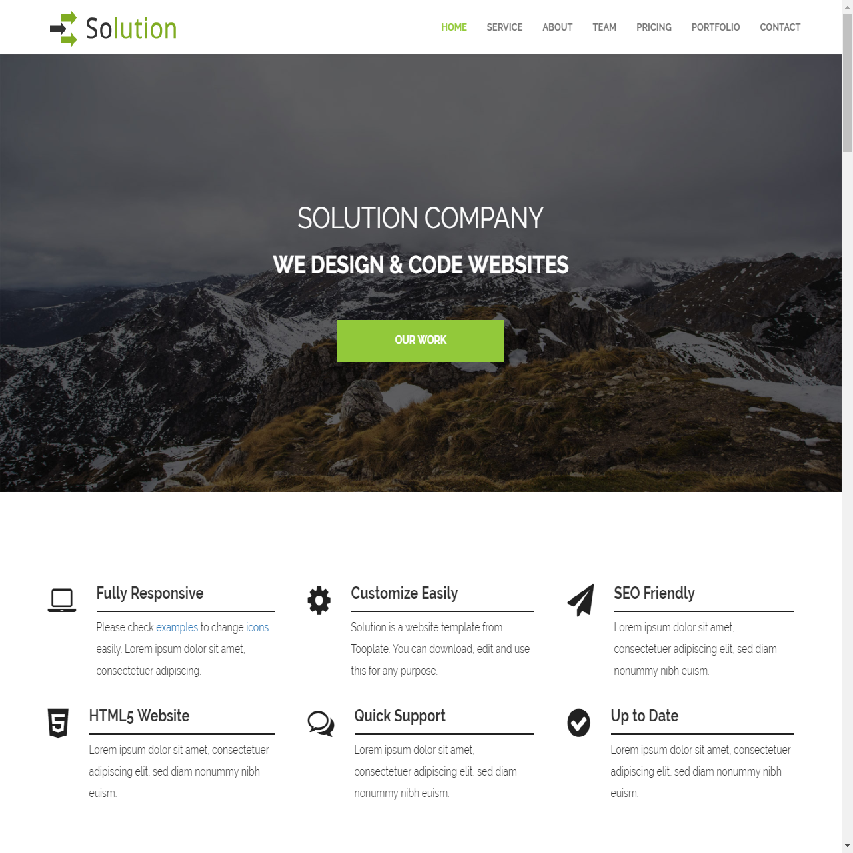 Solution
HOME SERVICE ABOUT TEAM PRICING PORTFOLIO CONTACT
SOLUTION COMPANY
WE DESIGN & CODE WEBSITES
OUR WORK
Fully Responsive
Please check examples to change icons
easily. Lorem ipsum dolor sit amet,
consectetuer adipiscing.
Customize Easily
Solution is a website template from
Tooplate. You can download, edit and use
this for any purpose.
SEO Friendly
Lorem ipsum dolor sit amet,
consectetuer adipiscing elit, sed diam
nonummy nibh euism.
HTML5 Website
Lorem ipsum dolor sit amet, consectetuer
adipiscing elit, sed diam nonummy nibh
euism.
Quick Support
Lorem ipsum dolor sit amet,
consectetuer adipiscing elit, sed diam
nonummy nibh euism.
Up to Date
Lorem ipsum dolor sit amet, consectetuer
adipiscing elit, sed diam nonummy nibh
euism.